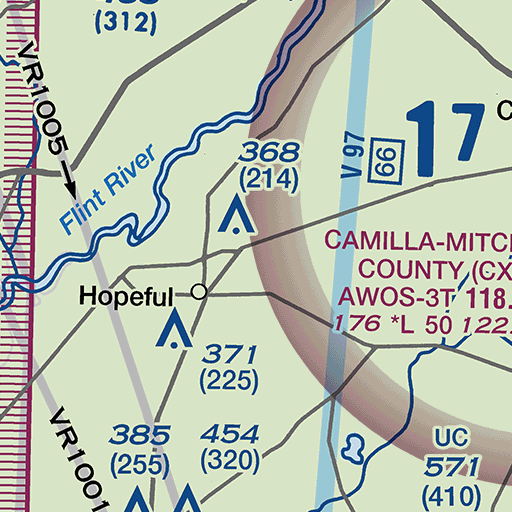 (312)
VR1005
Flint River
368
(214)
V 97
66
17
C
CAMILLA-MITCH
COUNTY (CX
AWOS-3T 118.
176 *L 50 122.
Hopeful
371
(225)
385
(255)
454
(320)
VR1001
UC
571
(410)